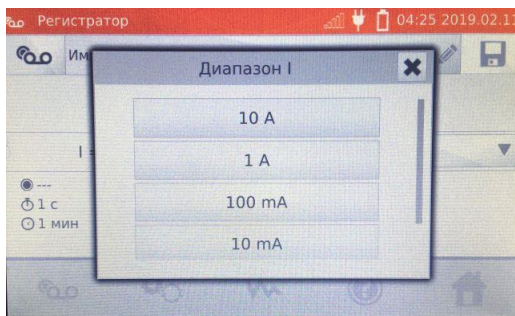 Регистратор 04:25 2019.02.1
Им
Диапазон I
10 A
I =
1 A
---
1 с
100 mA
1 мин
10 mA